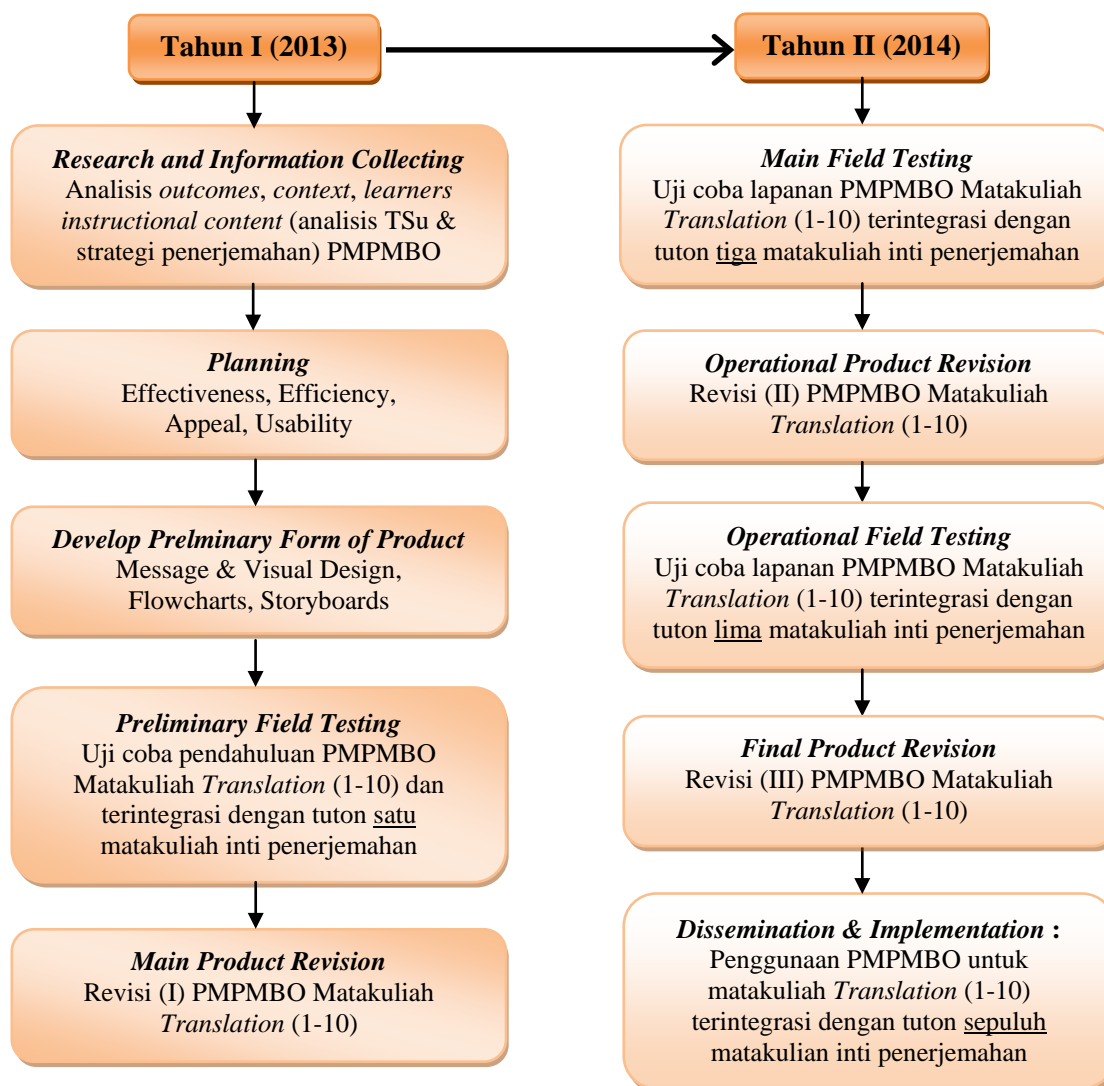 Tahun I (2013)
Research and Information Collecting
Analisis outcomes, context, learners
instructional content (analisis TSu &
strategi penerjemahan) PMPMBO
Planning
Effectiveness, Efficiency,
Appeal, Usability
Develop Prelminary Form of Product
Message & Visual Design,
Flowcharts, Storyboards
Preliminary Field Testing
Uji coba pendahuluan PMPMBO
Matakuliah Translation (1-10) dan
terintegrasi dengan tuton satu
matakuliah inti penerjemahan
Main Product Revision
Revisi (I) PMPMBO Matakuliah
Translation (1-10)
Tahun II (2014)
Main Field Testing
Uji coba lapanan PMPMBO Matakuliah
Translation (1-10) terintegrasi dengan
tuton tiga matakuliah inti penerjemahan
Operational Product Revision
Revisi (II) PMPMBO Matakuliah
Translation (1-10)
Operational Field Testing
Uji coba lapanan PMPMBO Matakuliah
Translation (1-10) terintegrasi dengan
tuton lima matakuliah inti penerjemahan
Final Product Revision
Revisi (III) PMPMBO Matakuliah
Translation (1-10)
Dissemination & Implementation :
Penggunaan PMPMBO untuk
matakuliah Translation (1-10)
terintegrasi dengan tuton sepuluh
matakulian inti penerjemahan